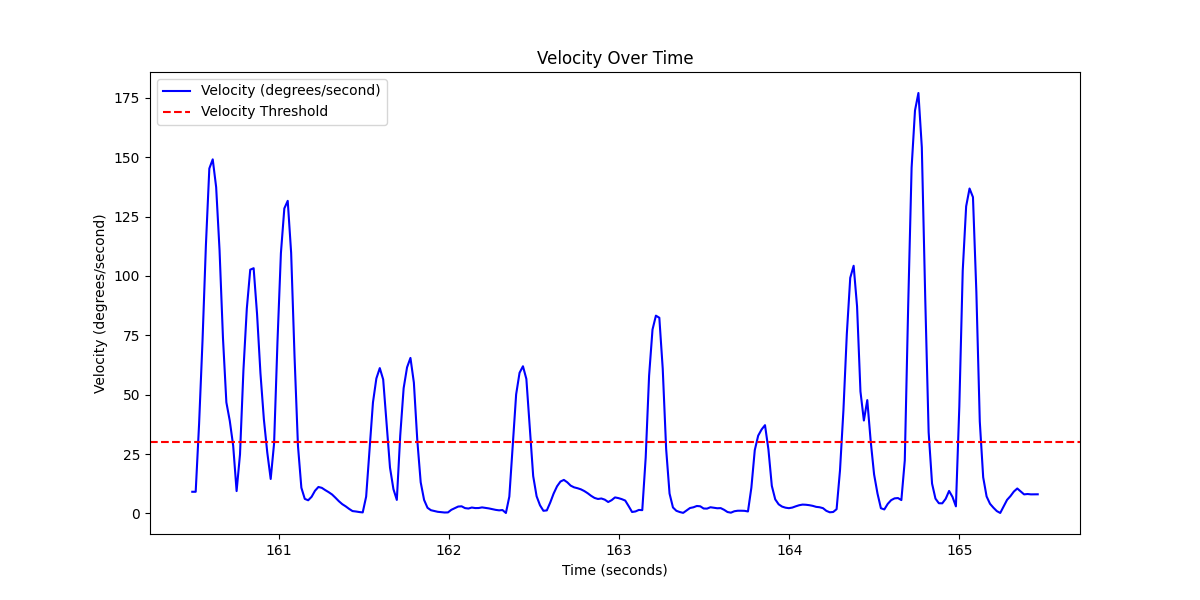 Velocity Over Time
Velocity (degrees/second)
Velocity Threshold
175
150
125
100
75
50
25
0
Velocity (degrees/second)
161
162
163
164
165
Time (seconds)